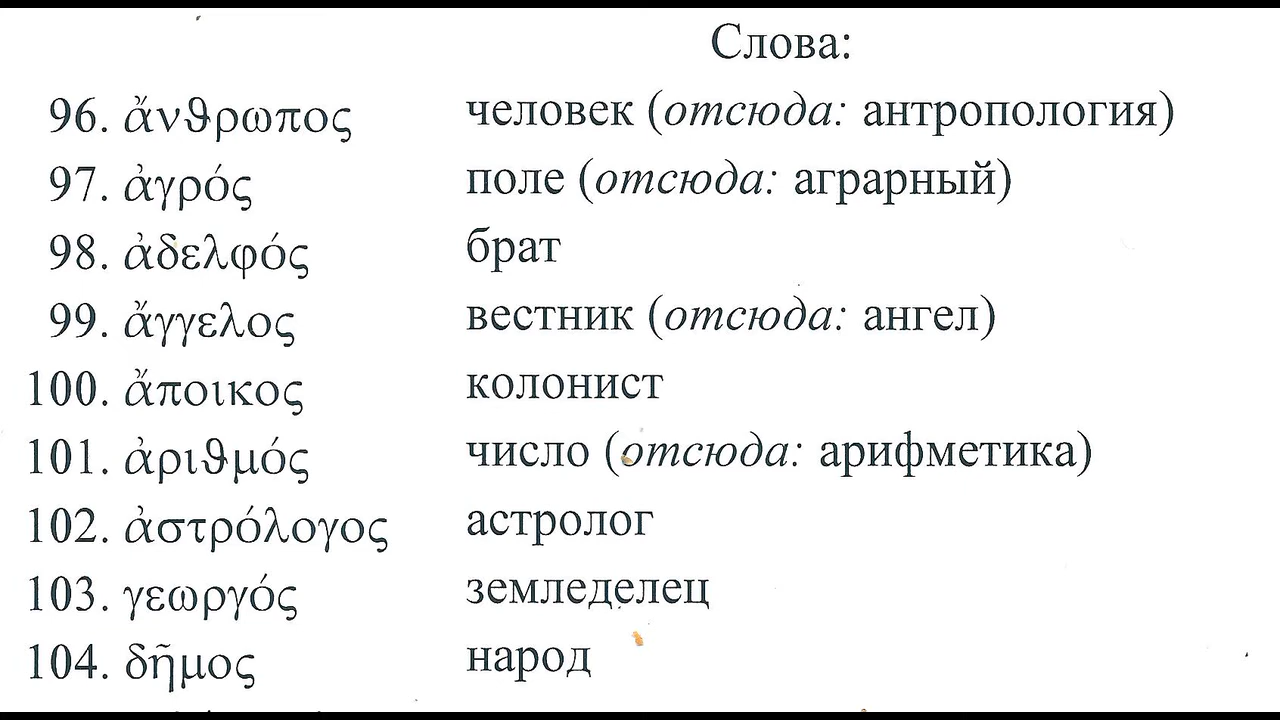 Слова:
96. ἄνϑρωπος человек (отсюда: антропология)
97. ἀγρός поле (отсюда: аграрный)
98. ἀδελφός брат
99. ἄγγελος вестник (отсюда: ангел)
100. ἄποικος колонист
101. ἀριϑμός число (отсюда: арифметика)
102. ἀστρόλογος астролог
103. γεωργός земледелец
104. δῆμος народ